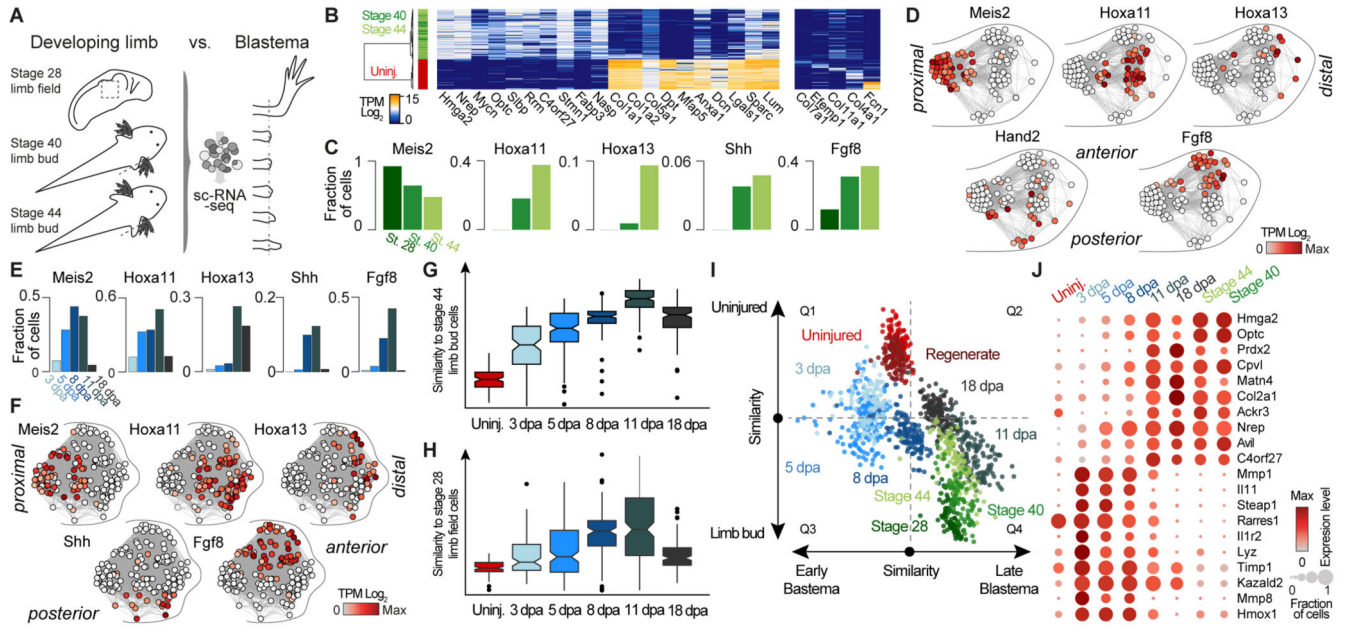 A
Developing limb vs. Blastema
Stage 28
limb field
Stage 40
limb bud
Stage 44
limb bud
sc-RNA
-seq
B
Stage 40
Stage 44
Uninj.
TPM
Log2
15
0
Hmga2
Nrep
Mycn
Optc
Slbp
Rrm
C4orf27
Stmn1
Fabp3
Nasp
Col1a1
Col1a2
Col5a1
Dpt
Mfap5
Anxa1
Dcn
Lgals1
Sparc
Lum
Col7a1
Col11a1
Col4a1
Fcn1
C
Meis2 Hoxa11 Hoxa13 Shh Fgf8
Fraction
of cells
1
0
0.4
0
0.1
0
0.06
0
0.4
0
St. 28
St. 40
St. 44
D
Meis2 Hoxa11 Hoxa13
proximal
distal
Hand2
anterior
Fgf8
posterior
TPM Log2
0 Max
E
Meis2 Hoxa11 Hoxa13 Shh Fgf8
Fraction
of cells
0.5
0
0.6
0
0.3
0
0.2
0
0.5
0
3 dpa
5 dpa
8 dpa
11 dpa
18 dpa
F
Meis2 Hoxa11 Hoxa13
proximal
distal
Shh Fgf8
anterior
posterior
TPM Log2
0 Max
G
Similarity to stage 44
limb bud cells
Uninj. 3 dpa 5 dpa 8 dpa 11 dpa 18 dpa
H
Similarity to stage 28
limb field cells
Uninj. 3 dpa 5 dpa 8 dpa 11 dpa 18 dpa
I
Uninjured
Similarity
Limb bud
Q1
Q2
Q3
Q4
Uninjured
Regenerate
3 dpa
18 dpa
11 dpa
5 dpa
8 dpa
Stage 44
Stage 40
Stage 28
Early
Bastema
Similarity
Late
Blastema
J
Uninj.
3 dpa
5 dpa
8 dpa
11 dpa
18 dpa
Stage 44
Stage 40
Hmga2
Optc
Prdx2
Cpvl
Matn4
Col2a1
Ackr3
Nrep
Avil
C4orf27
Mmp1
Il11
Steap1
Rarres1
Il1r2
Lyz
Timp1
Kazald2
Mmp8
Hmox1
Max
0
Expression level
0 1
Fraction
of cells